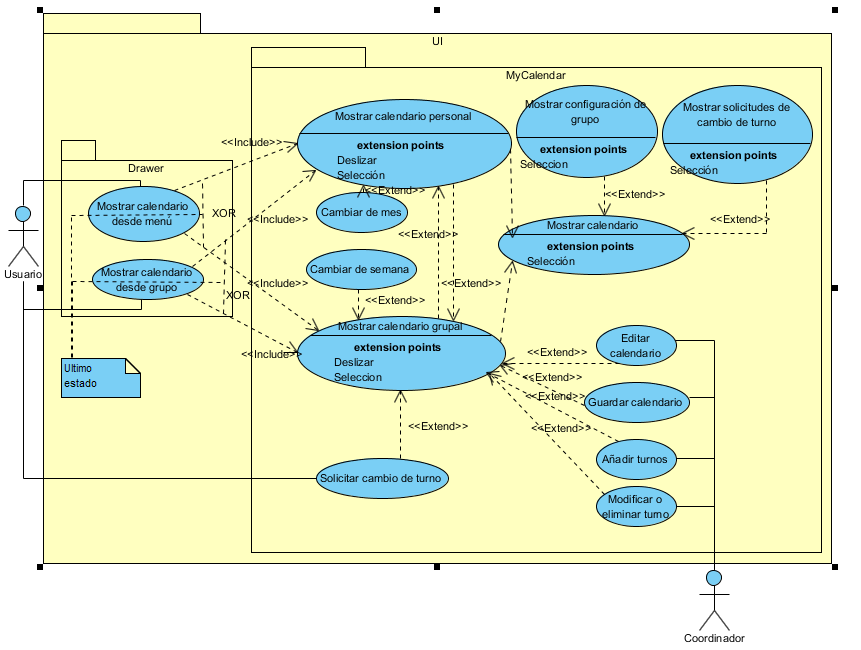 UI
MyCalendar
Mostrar calendario personal
extension points
Deslizar
Selección
Mostrar configuración de
grupo
extension points
Seleccion
Mostrar solicitudes de
cambio de turno
extension points
Selección
<<Include>>
Drawer
Mostrar calendario
desde menú
XOR
<<Include>>
<<Extend>>
Cambiar de mes
<<Extend>>
<<Extend>>
<<Extend>>
Mostrar calendario
extension points
Selección
Usuario
Mostrar calendario
desde grupo
XOR
<<Include>>
Cambiar de semana
<<Extend>>
<<Extend>>
Mostrar calendario grupal
extension points
Deslizar
Seleccion
<<Include>>
Ultimo
estado
Editar
calendario
<<Extend>>
<<Extend>>
<<Extend>>
<<Extend>>
Guardar calendario
<<Extend>>
Añadir turnos
Solicitar cambio de turno
Modificar o
eliminar turno
Coordinador